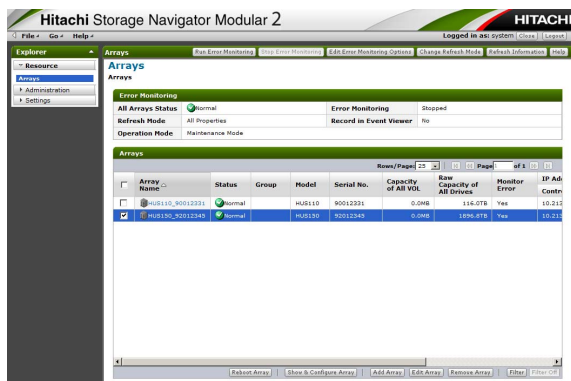 Hitachi Storage Navigator Modular 2
HITACHI
File Go Help
Logged in as: system Close Logout
Explorer
Resource
Arrays
Administration
Settings
Arrays
Run Error Monitoring Stop Error Monitoring Edit Error Monitoring Options Change Refresh Mode Refresh Information Help
Arrays
Arrays
Error Monitoring
All Arrays Status Normal Error Monitoring Stopped
Refresh Mode All Properties Record in Event Viewer No
Operation Mode Maintenance Mode
Arrays
Rows/Page: 25 Page 1 of 1
Array Name Status Group Model Serial No. Capacity of All VOL Raw Capacity of All Drives Monitor Error IP Ad
Contr
HUS110_90012331 Normal HUS110 90012331 0.0MB 116.0TB Yes 10.213
HUS150_92012345 Normal HUS150 92012345 0.0MB 1896.8TB Yes 10.213
Reboot Array Show & Configure Array Add Array Edit Array Remove Array Filter Filter Off